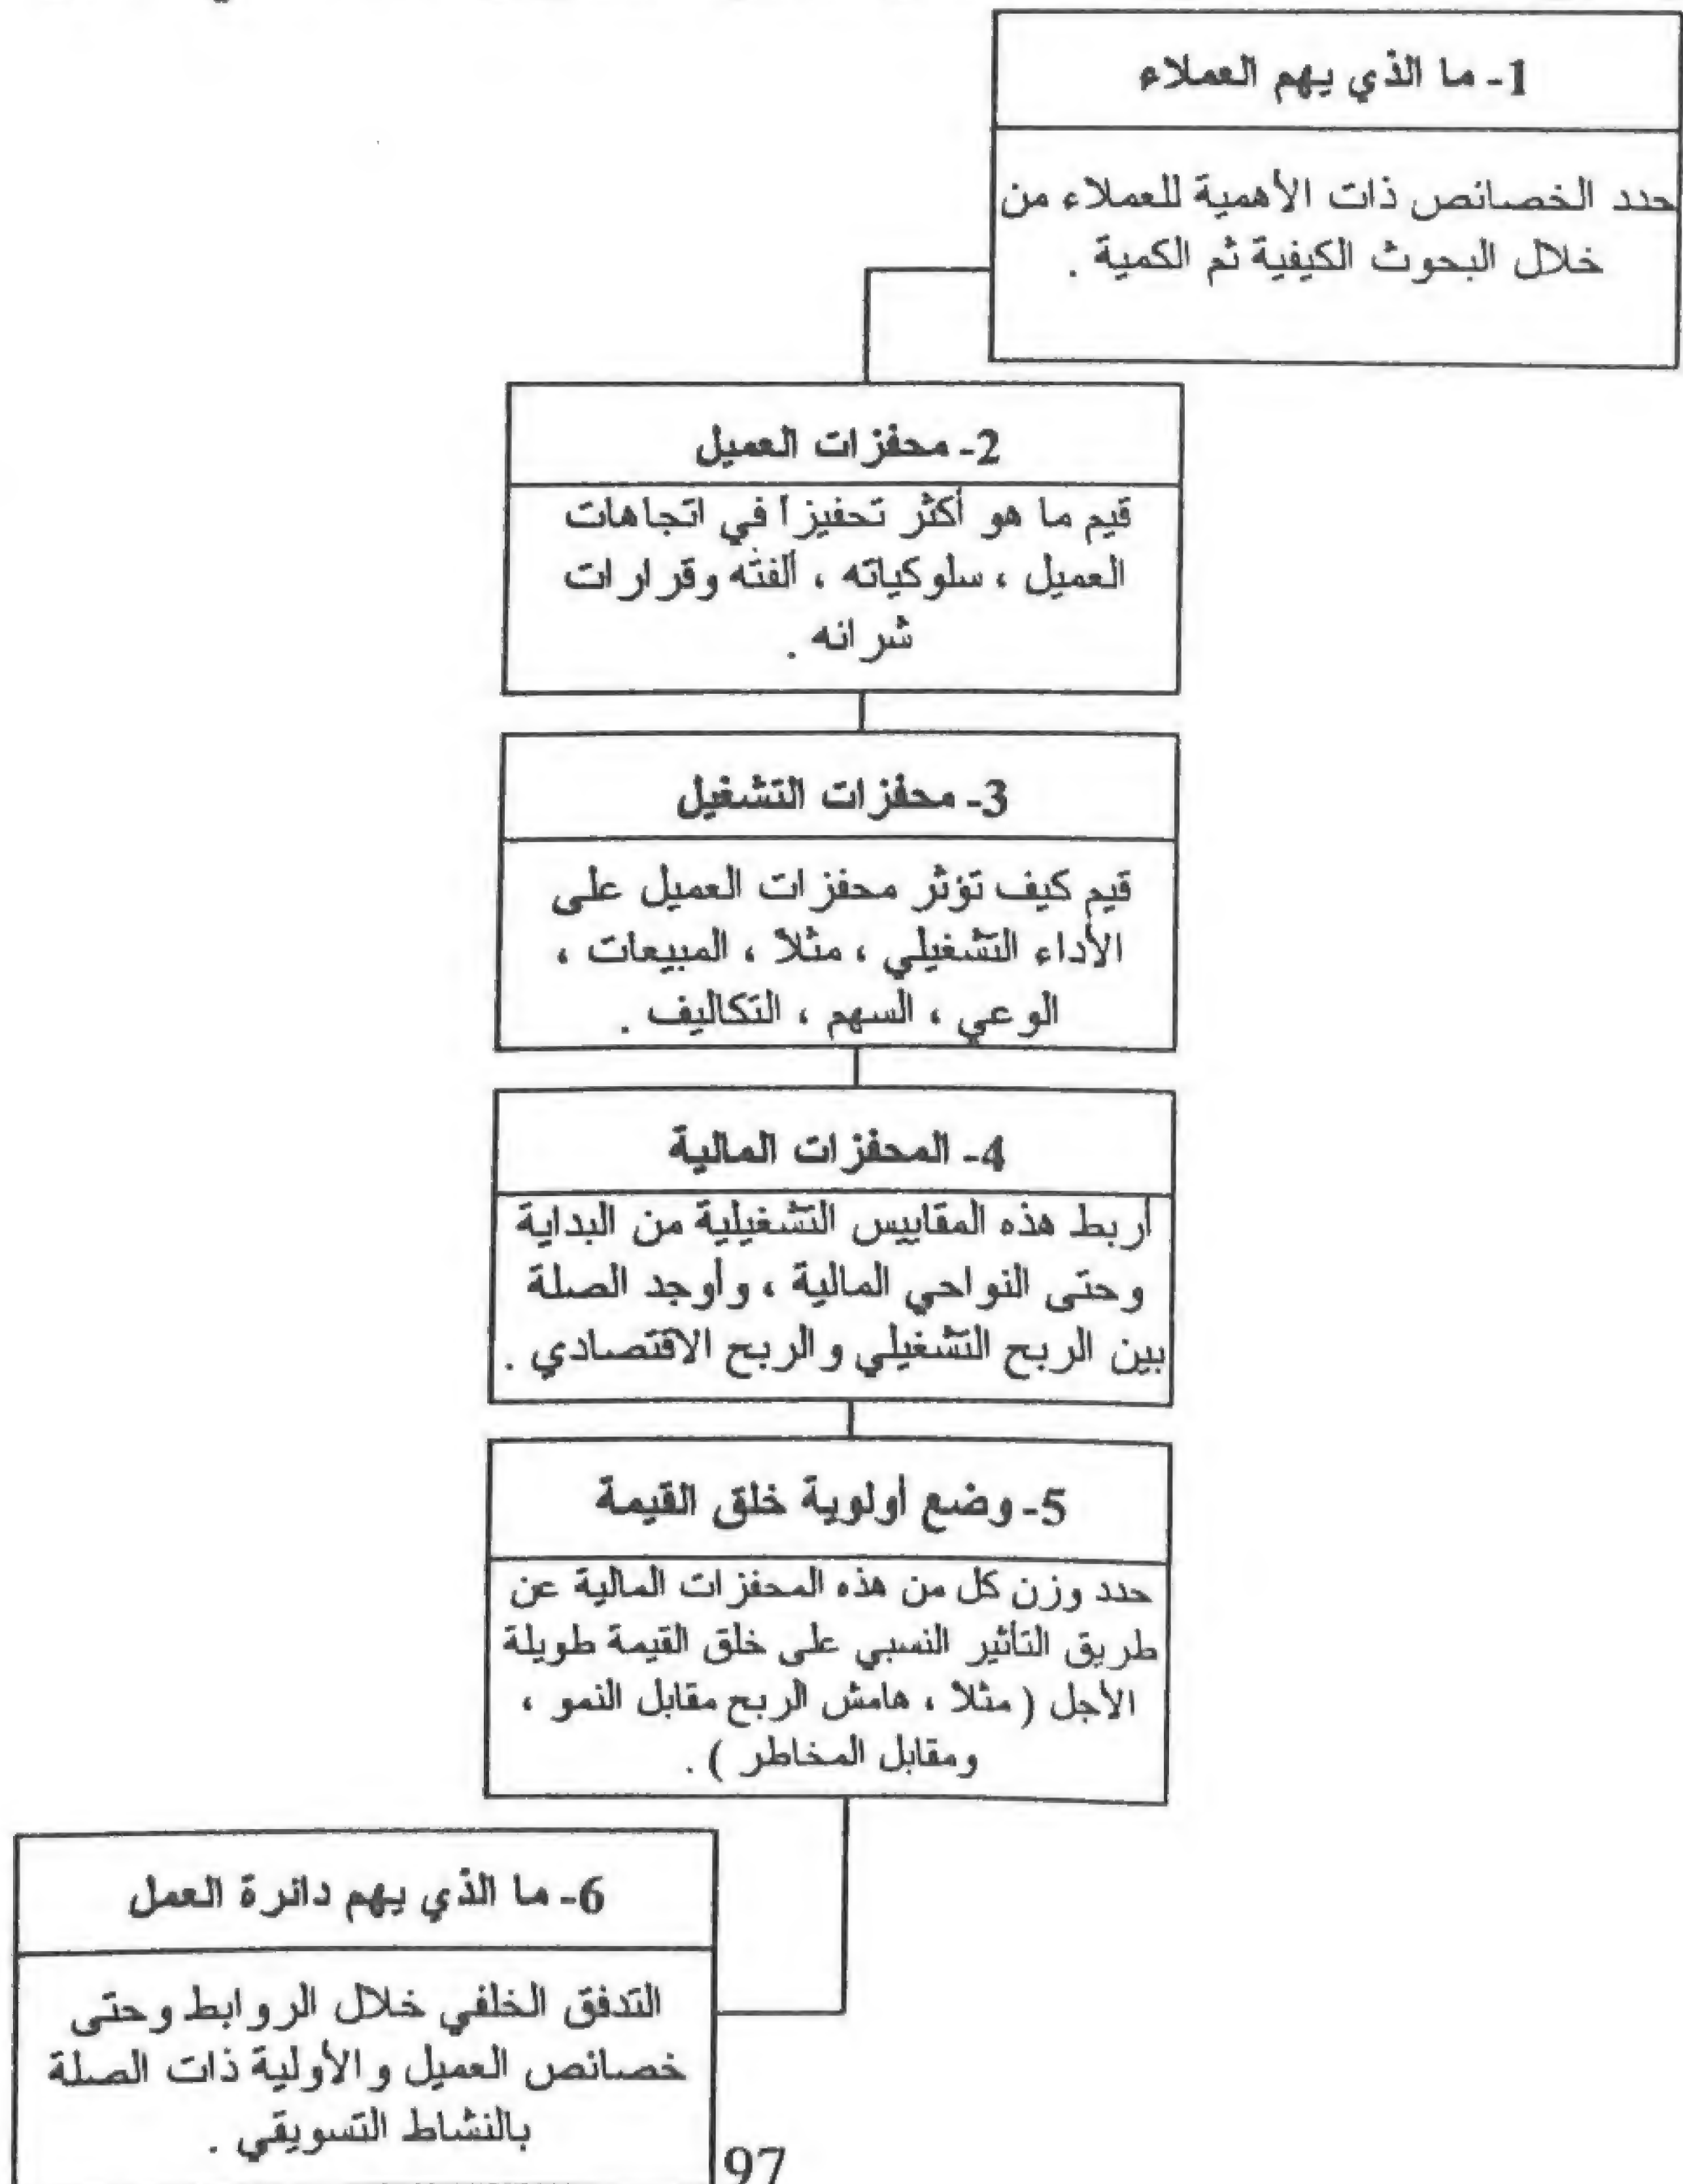 1- ما الذي يهم العملاء
حدد الخصائص ذات الأهمية للعملاء من
خلال البحوث الكيفية ثم الكمية .
2- محفزات العميل
قيم ما هو أكثر تحفيزاً في اتجاهات
العميل ، سلوكياته ، ألفته وقرارات
شرائه .
3- محفزات التشغيل
قيم كيف تؤثر محفزات العميل على
الأداء التشغيلي ، مثلاً ، المبيعات ،
الوعي ، السهم ، التكاليف .
4- المحفزات المالية
أربط هذه المقاييس التشغيلية من البداية
وحتى النواحي المالية ، وأوجد الصلة
بين الربح التشغيلي والربح الاقتصادي .
5- وضع أولوية خلق القيمة
حدد وزن كل من هذه المحفزات المالية عن
طريق التأثير النسبي على خلق القيمة طويلة
الأجل ( مثلاً ، هامش الربح مقابل النمو ،
ومقابل المخاطر ) .
6- ما الذي يهم دائرة العمل
التدفق الخلفي خلال الروابط وحتى
خصائص العميل والأولية ذات الصلة
بالنشاط التسويقي .
97